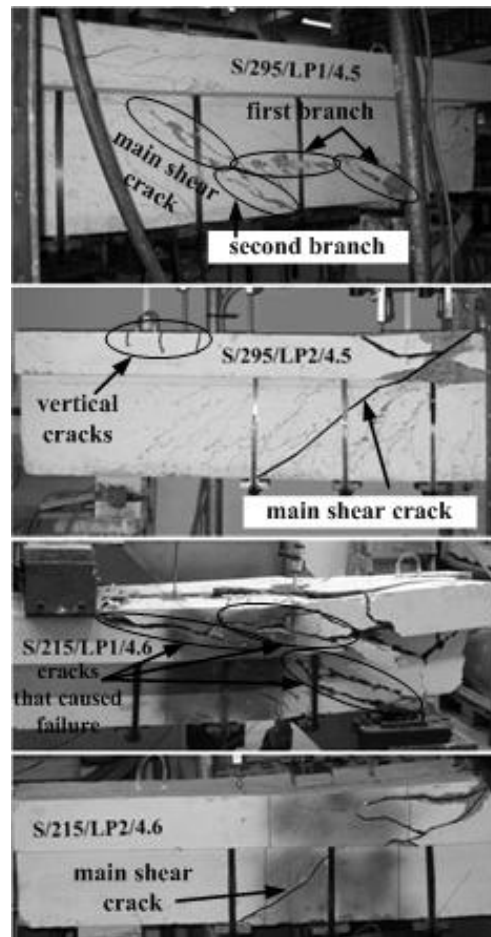 S/295/LP1/4.5
first branch
main shear
crack
second branch
S/295/LP2/4.5
vertical
cracks
main shear crack
S/215/LP1/4.6
cracks
that caused
failure
S/215/LP2/4.6
main shear
crack